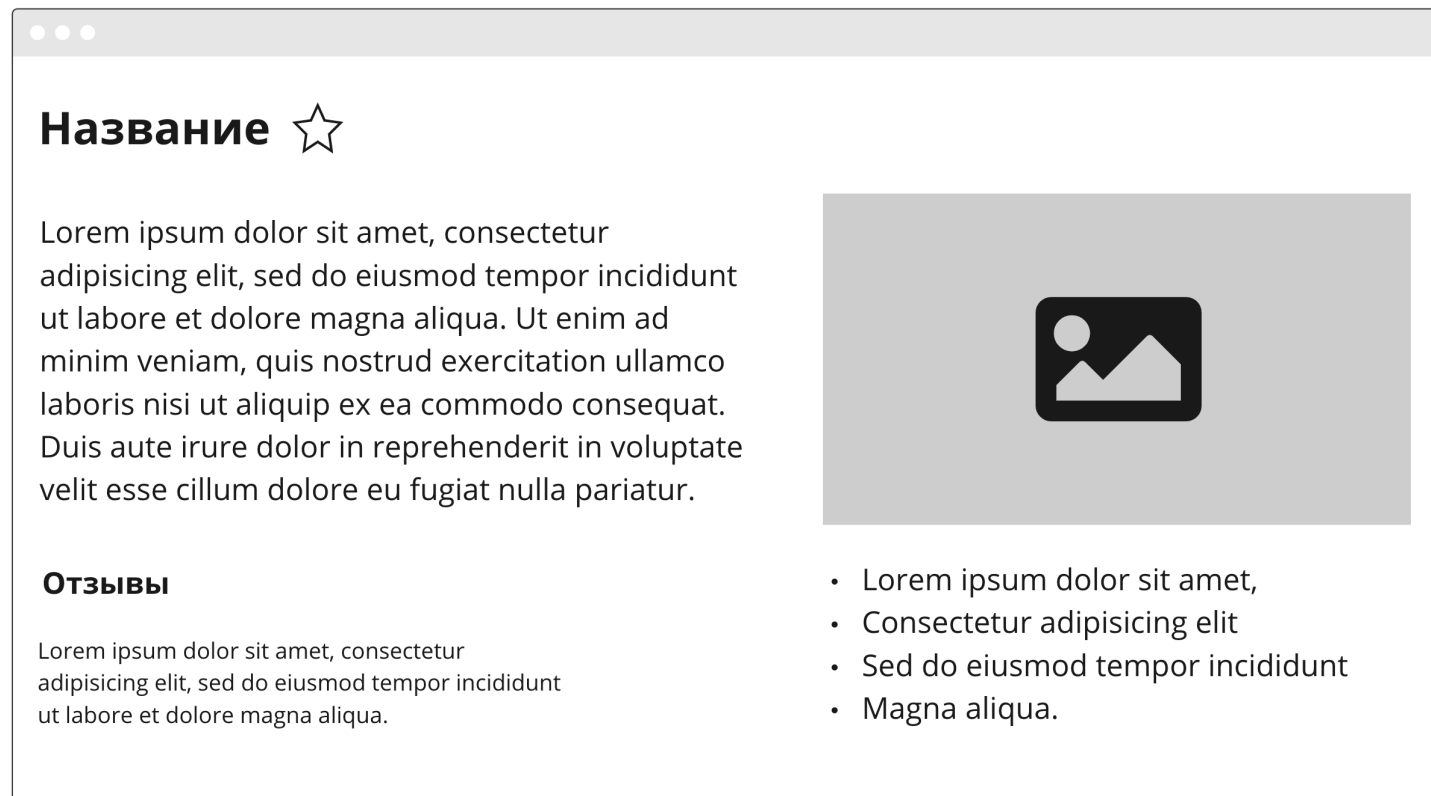 Название
Lorem ipsum dolor sit amet, consectetur
adipisicing elit, sed do eiusmod tempor incididunt
ut labore et dolore magna aliqua. Ut enim ad
minim veniam, quis nostrud exercitation ullamco
laboris nisi ut aliquip ex ea commodo consequat.
Duis aute irure dolor in reprehenderit in voluptate
velit esse cillum dolore eu fugiat nulla pariatur.
Отзывы
Lorem ipsum dolor sit amet, consectetur
adipisicing elit, sed do eiusmod tempor incididunt
ut labore et dolore magna aliqua.
• Lorem ipsum dolor sit amet,
• Consectetur adipisicing elit
• Sed do eiusmod tempor incididunt
• Magna aliqua.